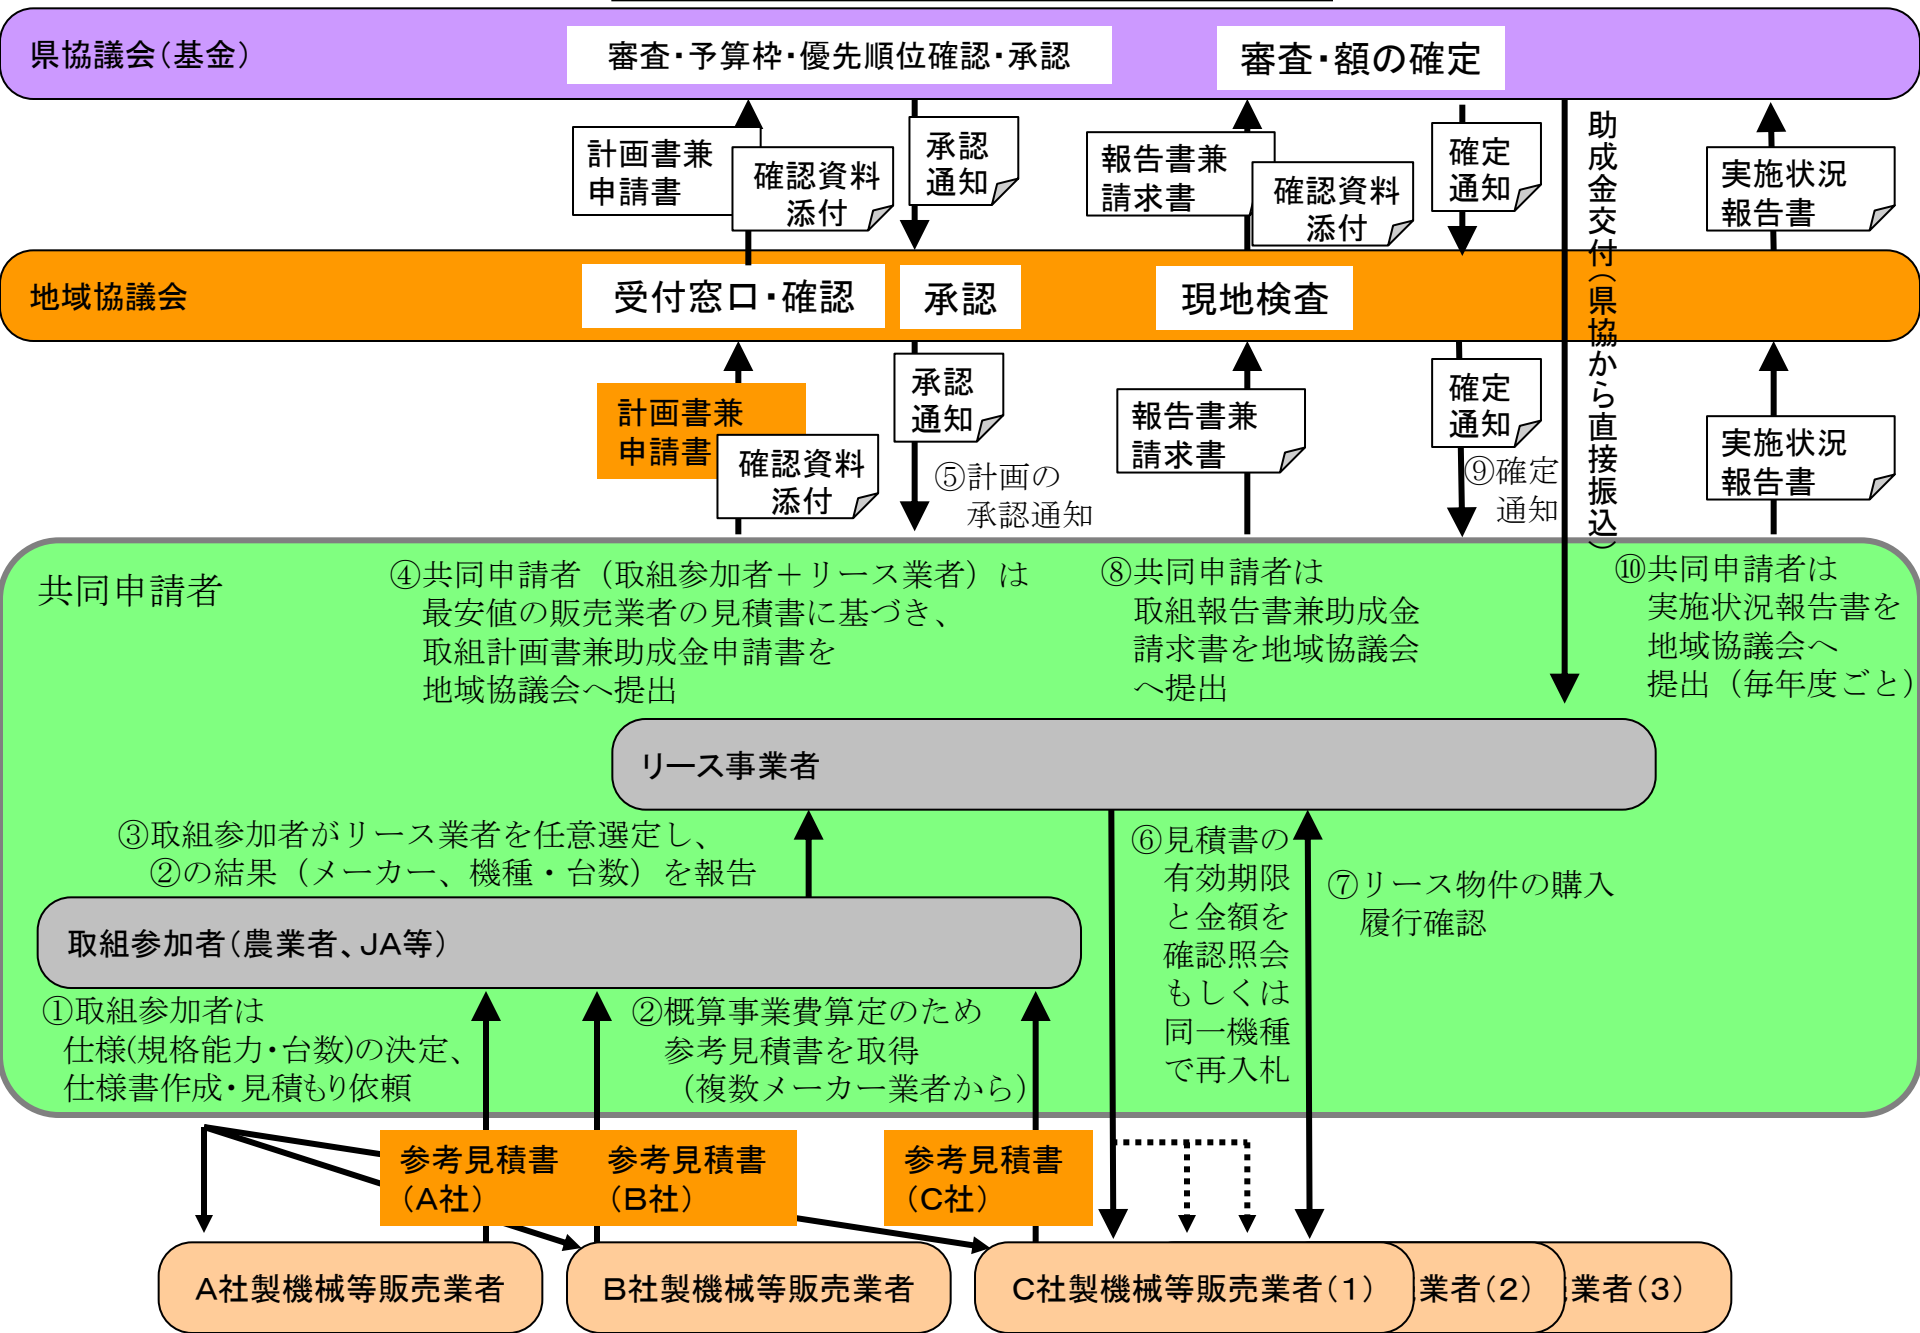 県協議会（基金）
審査・予算枠・優先順位確認・承認
審査・額の確定
計画書兼
申請書
確認資料
添付
承認
通知
報告書兼
請求書
確認資料
添付
確定
通知
助成金交付（県協から直接振込）
実施状況
報告書
地域協議会
受付窓口・確認
承認
現地検査
計画書兼
申請書
確認資料
添付
承認
通知
⑤計画の
承認通知
報告書兼
請求書
確定
通知
⑨確定
通知
実施状況
報告書
共同申請者
④共同申請者（取組参加者＋リース業者）は
最安値の販売業者の見積書に基づき、
取組計画書兼助成金申請書を
地域協議会へ提出
⑧共同申請者は
取組報告書兼助成金
請求書を地域協議会
へ提出
⑩共同申請者は
実施状況報告書を
地域協議会へ
提出（毎年度ごと）
リース事業者
③取組参加者がリース業者を任意選定し、
②の結果（メーカー、機種・台数）を報告
⑥見積書の
有効期限
と金額を
確認照会
もしくは
同一機種
で再入札
⑦リース物件の購入
履行確認
取組参加者（農業者、JA等）
①取組参加者は
仕様(規格能力・台数)の決定、
仕様書作成・見積もり依頼
②概算事業費算定のため
参考見積書を取得
（複数メーカー業者から）
参考見積書
（A社）
参考見積書
（B社）
参考見積書
（C社）
A社製機械等販売業者
B社製機械等販売業者
C社製機械等販売業者（1）
業者（2）
業者（3）